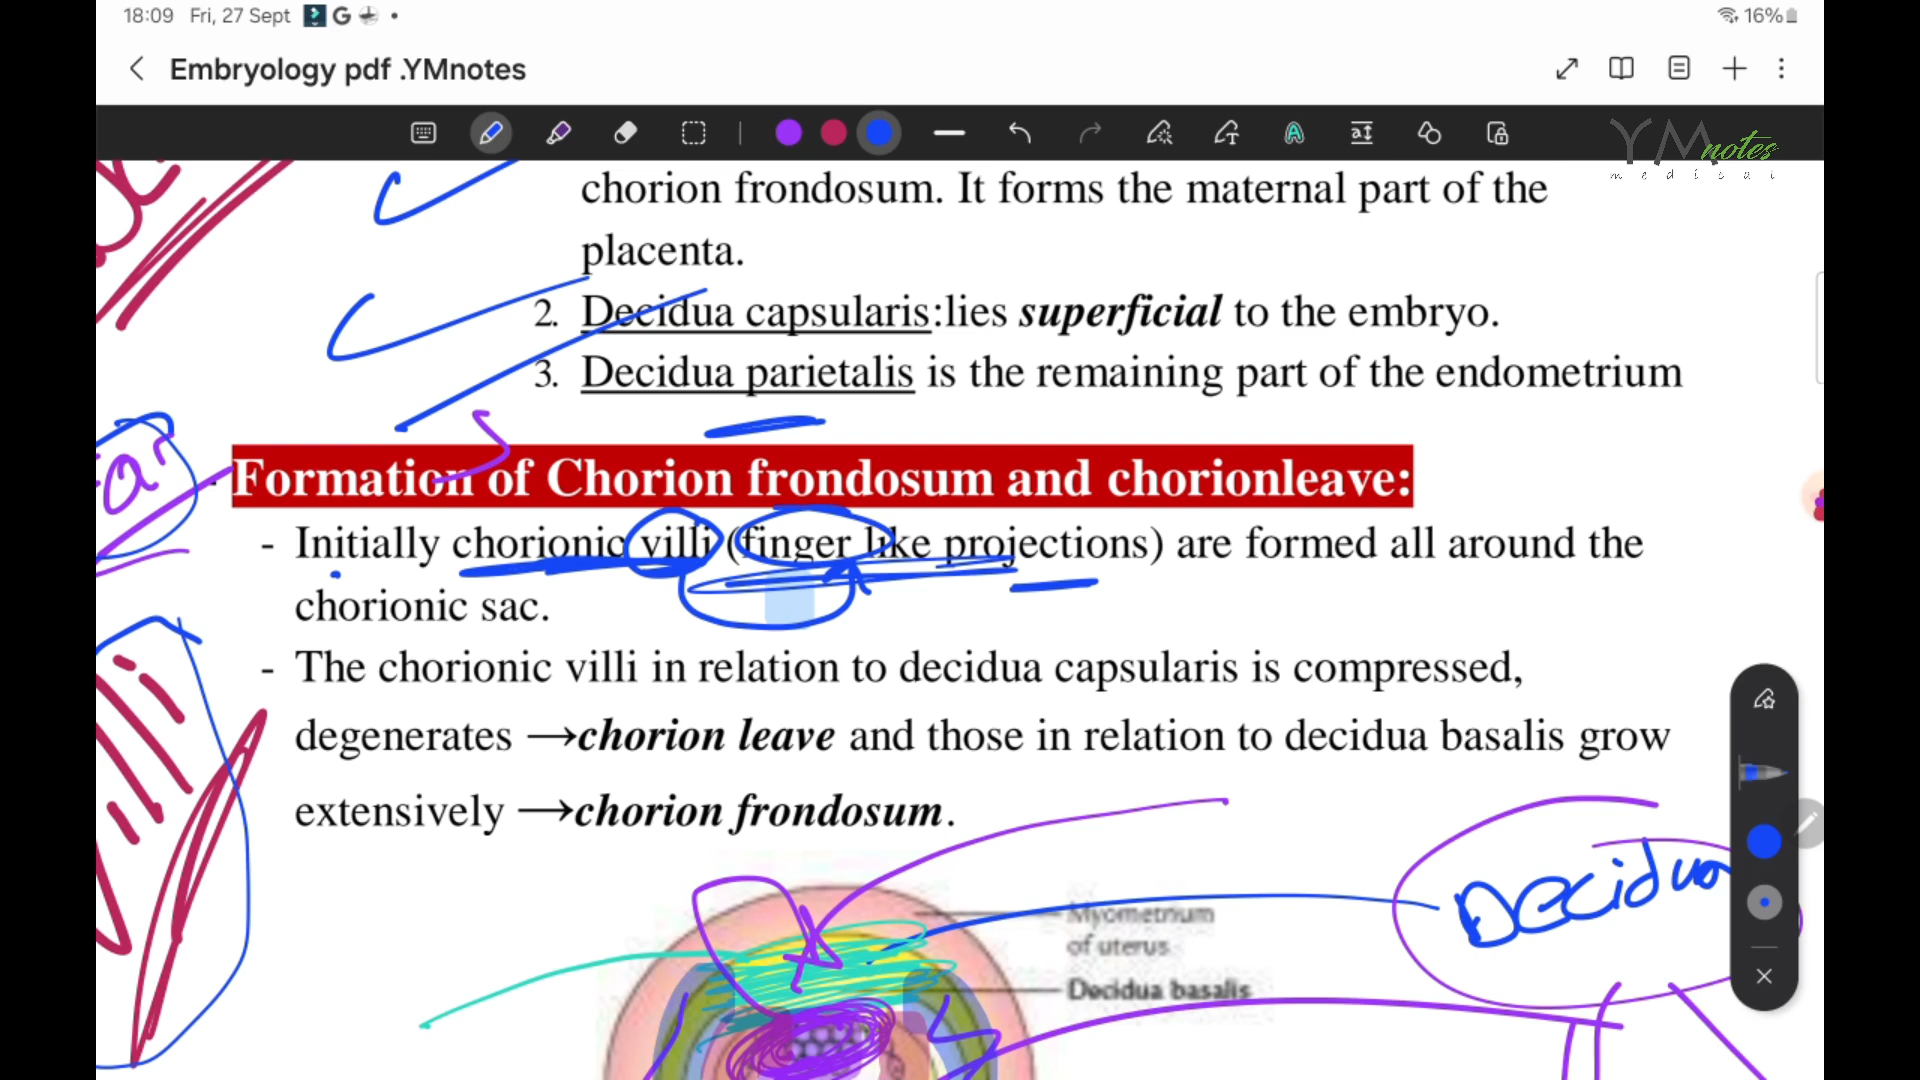 18:09 Fri, 27 Sept G 16%
Embryology pdf .YMnotes
YMnotes
medical
chorion frondosum. It forms the maternal part of the
placenta.
2. Decidua capsularis:lies superficial to the embryo.
3. Decidua parietalis is the remaining part of the endometrium
Formation of Chorion frondosum and chorionleave:
- Initially chorionic villi (finger like projections) are formed all around the
chorionic sac.
- The chorionic villi in relation to decidua capsularis is compressed,
degenerates →chorion leave and those in relation to decidua basalis grow
extensively →chorion frondosum.
Myometrium
of uterus
Decidua basalis
Decidua